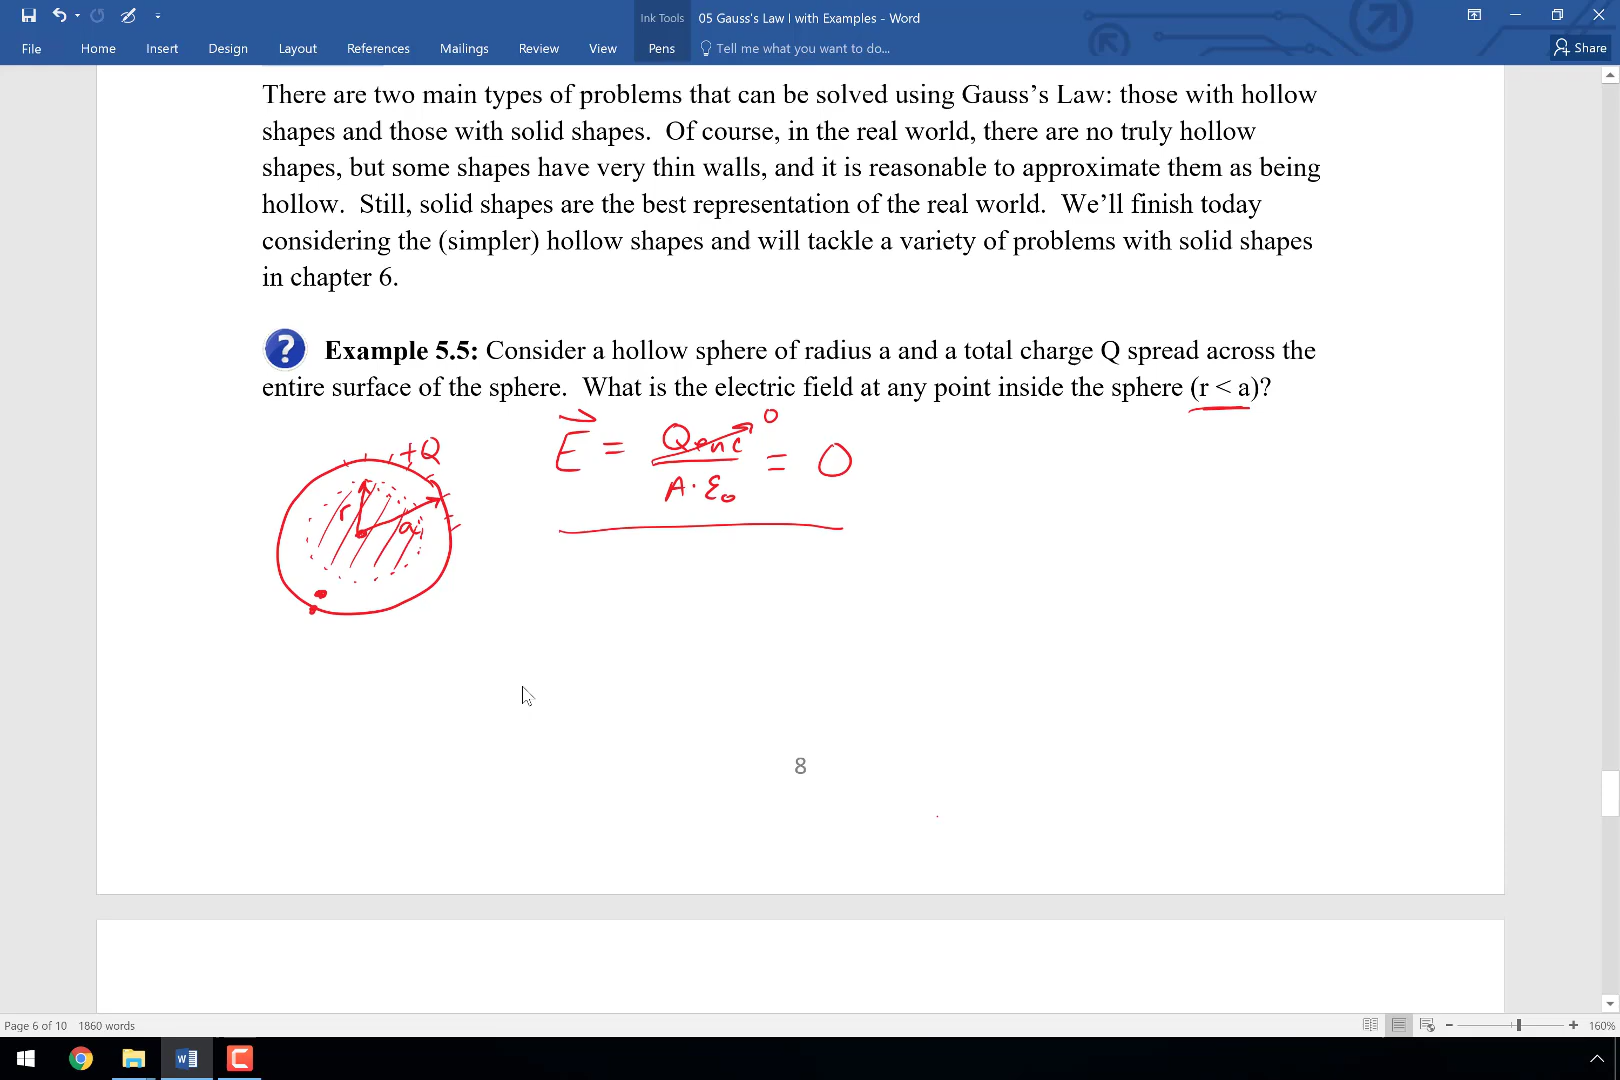 Ink Tools
05 Gauss's Law I with Examples - Word
File Home Insert Design Layout References Mailings Review View Pens Tell me what you want to do... Share
There are two main types of problems that can be solved using Gauss’s Law: those with hollow
shapes and those with solid shapes. Of course, in the real world, there are no truly hollow
shapes, but some shapes have very thin walls, and it is reasonable to approximate them as being
hollow. Still, solid shapes are the best representation of the real world. We’ll finish today
considering the (simpler) hollow shapes and will tackle a variety of problems with solid shapes
in chapter 6.
? Example 5.5: Consider a hollow sphere of radius a and a total charge Q spread across the
entire surface of the sphere. What is the electric field at any point inside the sphere (r < a)?
+Q
r
a
E = Qenc 0
A · ε₀
= 0
8
Page 6 of 10 1860 words
160%